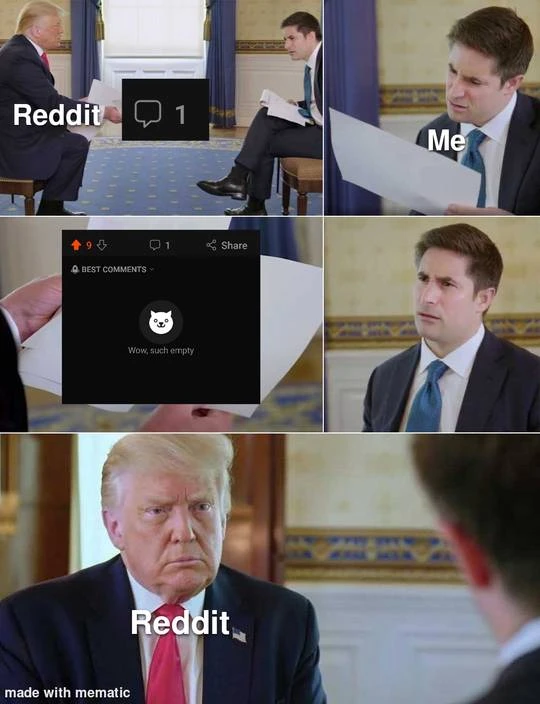 Reddit
1
Me
9 1 Share
BEST COMMENTS
Wow, such empty
Reddit
made with mematic